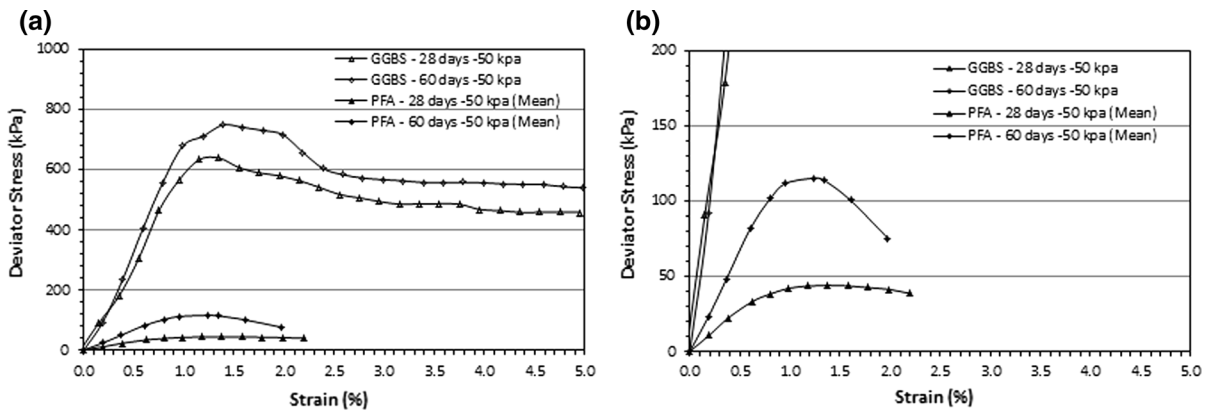 (a)
1000
800
600
400
200
0
Deviator Stress (kPa)
GGBS - 28 days -50 kpa
GGBS - 60 days -50 kpa
PFA - 28 days -50 kpa (Mean)
PFA - 60 days -50 kpa (Mean)
0.0 0.5 1.0 1.5 2.0 2.5 3.0 3.5 4.0 4.5 5.0
Strain (%)
(b)
200
150
100
50
0
Deviator Stress (kPa)
GGBS - 28 days -50 kpa
GGBS - 60 days -50 kpa
PFA - 28 days -50 kpa (Mean)
PFA - 60 days -50 kpa (Mean)
0.0 0.5 1.0 1.5 2.0 2.5 3.0 3.5 4.0 4.5 5.0
Strain (%)